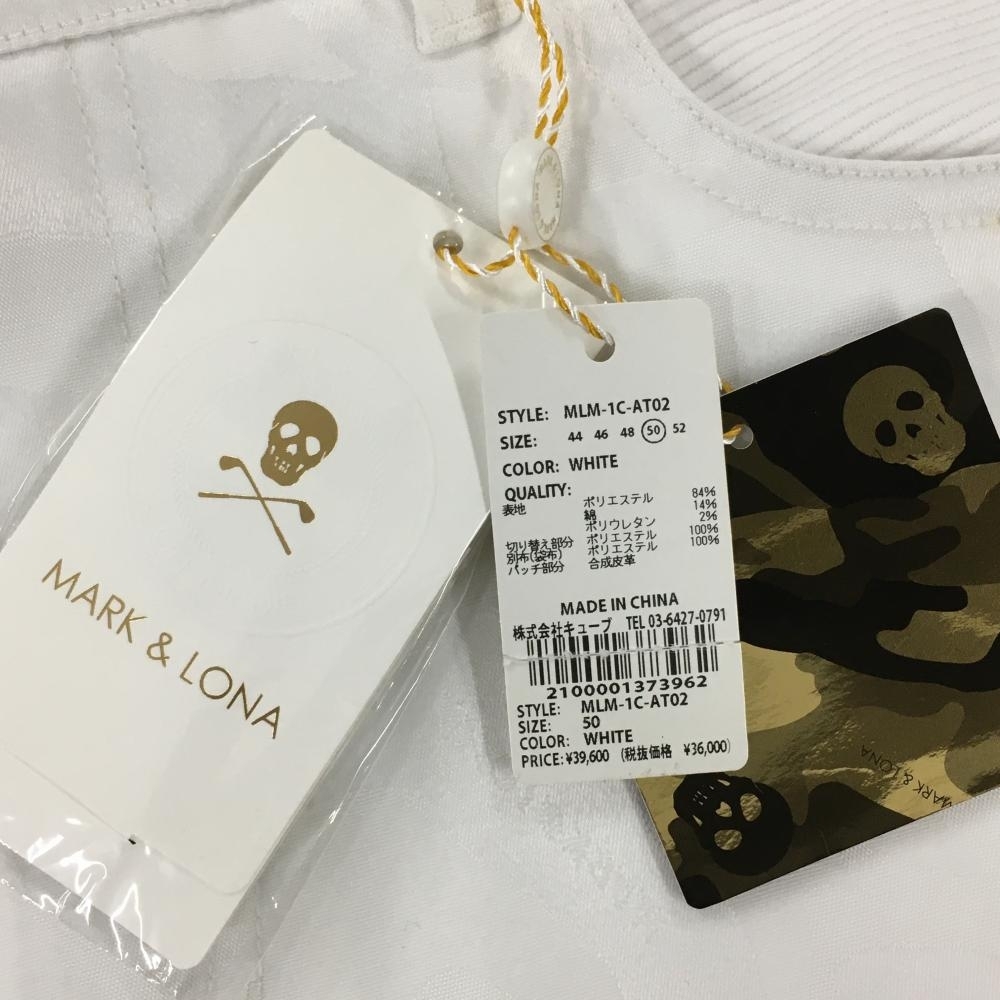 MARK & LONA
STYLE: MLM-1C-AT02
SIZE: 44 46 48 50 52
COLOR: WHITE
QUALITY:
表地 ポリエステル 84%
綿 14%
ポリウレタン 2%
切り替え部分 ポリエステル 100%
別布(袋布) ポリエステル 100%
パッチ部分 合成皮革
MADE IN CHINA
株式会社キューブ TEL 03-6427-0791
2100001373962
STYLE: MLM-1C-AT02
SIZE: 50
COLOR: WHITE
PRICE: ¥39,600 (税抜価格 ¥36,000)
MARK & LONA